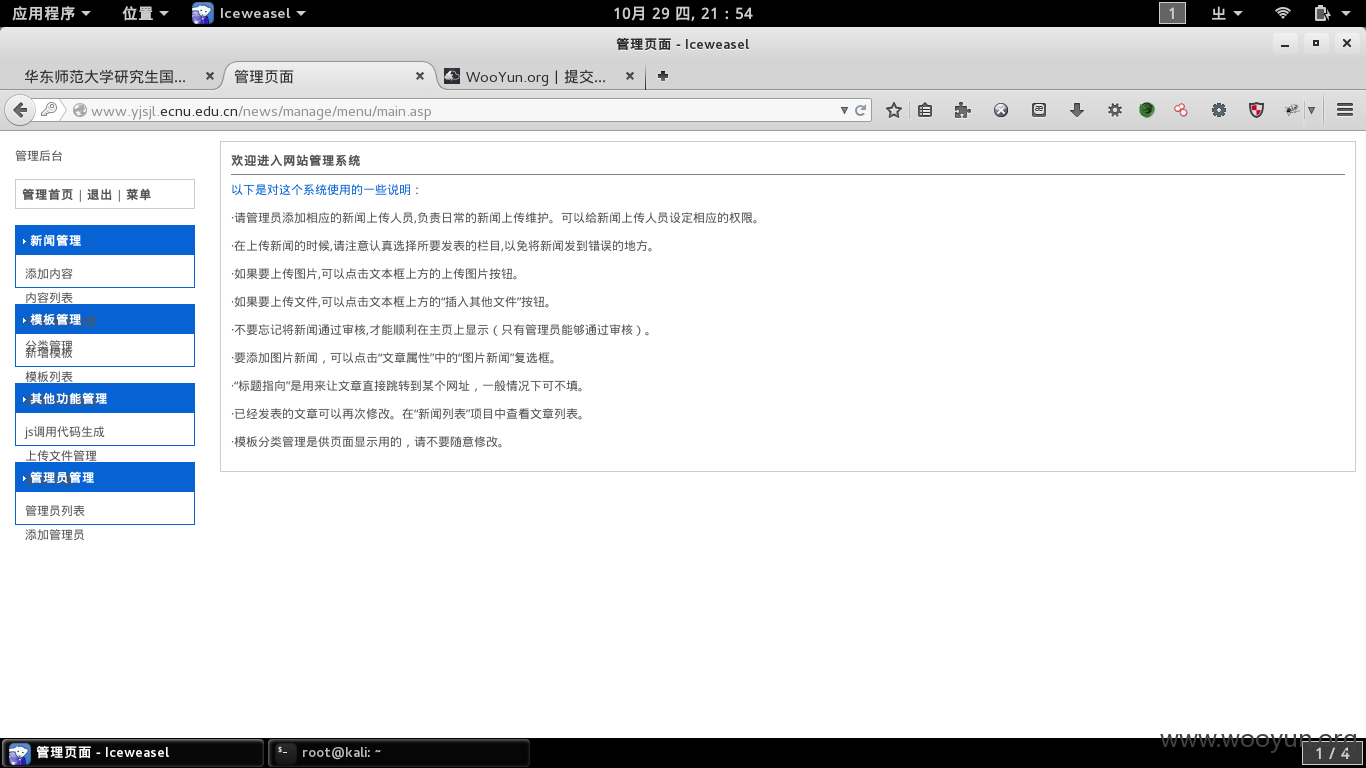 应用程序 位置 Iceweasel 10月 29 四, 21 : 54 1
管理页面 - Iceweasel
华东师范大学研究生国... 管理页面 WooYun.org | 提交...
www.yjsjl.ecnu.edu.cn/news/manage/menu/main.asp
管理后台
管理首页 | 退出 | 菜单
新闻管理
添加内容
内容列表
模板管理
分类管理
新增模板
模板列表
其他功能管理
js调用代码生成
上传文件管理
管理员管理
管理员列表
添加管理员
欢迎进入网站管理系统
以下是对这个系统使用的一些说明：
·请管理员添加相应的新闻上传人员,负责日常的新闻上传维护。可以给新闻上传人员设定相应的权限。
·在上传新闻的时候,请注意认真选择所要发表的栏目,以免将新闻发到错误的地方。
·如果要上传图片,可以点击文本框上方的上传图片按钮。
·如果要上传文件,可以点击文本框上方的“插入其他文件”按钮。
·不要忘记将新闻通过审核,才能顺利在主页上显示（只有管理员能够通过审核）。
·要添加图片新闻，可以点击“文章属性”中的“图片新闻”复选框。
·“标题指向”是用来让文章直接跳转到某个网址，一般情况下可不填。
·已经发表的文章可以再次修改。在“新闻列表”项目中查看文章列表。
·模板分类管理是供页面显示用的，请不要随意修改。
管理页面 - Iceweasel root@kali: ~ 1 / 4
www.wooyun.org